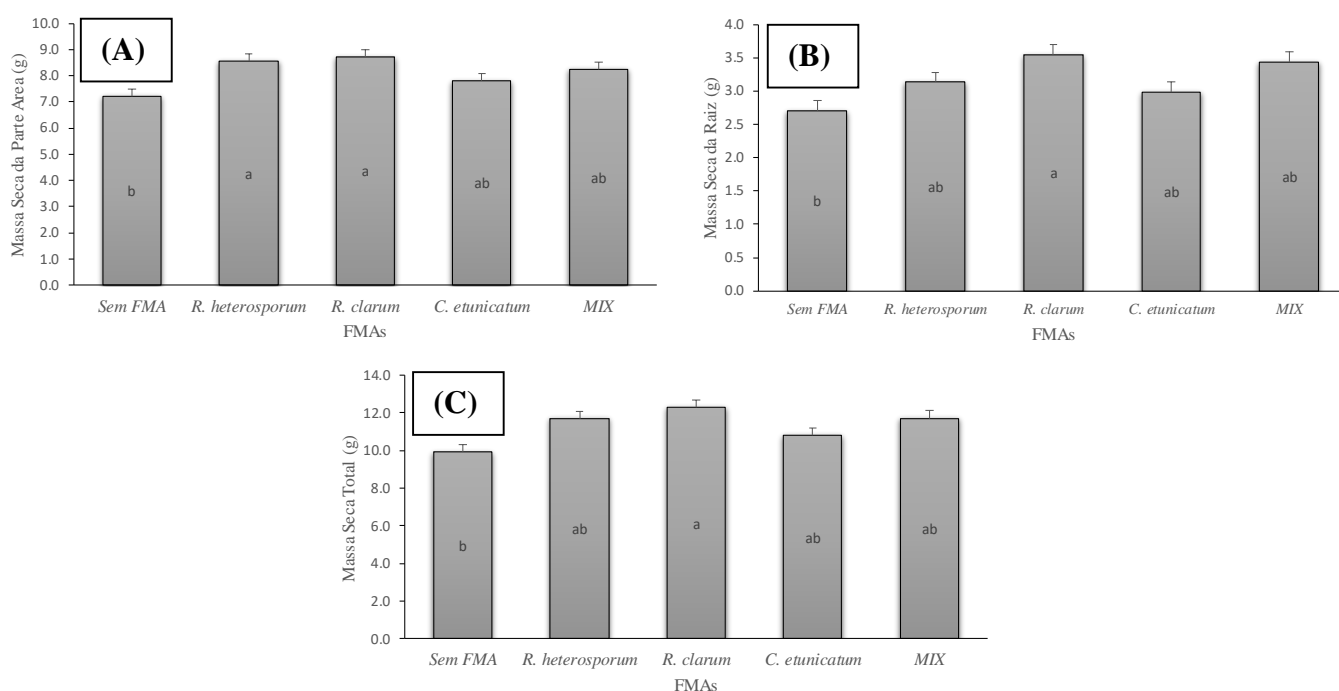 (A)
Massa Seca da Parte Area (g)
10.0
9.0
8.0
7.0
6.0
5.0
4.0
3.0
2.0
1.0
0.0
b
a
a
ab
ab
Sem FMA R. heterosporum R. clarum C. etunicatum MIX
FMAs
(B)
Massa Seca da Raiz (g)
4.0
3.5
3.0
2.5
2.0
1.5
1.0
0.5
0.0
b
ab
a
ab
ab
Sem FMA R. heterosporum R. clarum C. etunicatum MIX
FMAs
(C)
Massa Seca Total (g)
14.0
12.0
10.0
8.0
6.0
4.0
2.0
0.0
b
ab
a
ab
ab
Sem FMA R. heterosporum R. clarum C. etunicatum MIX
FMAs